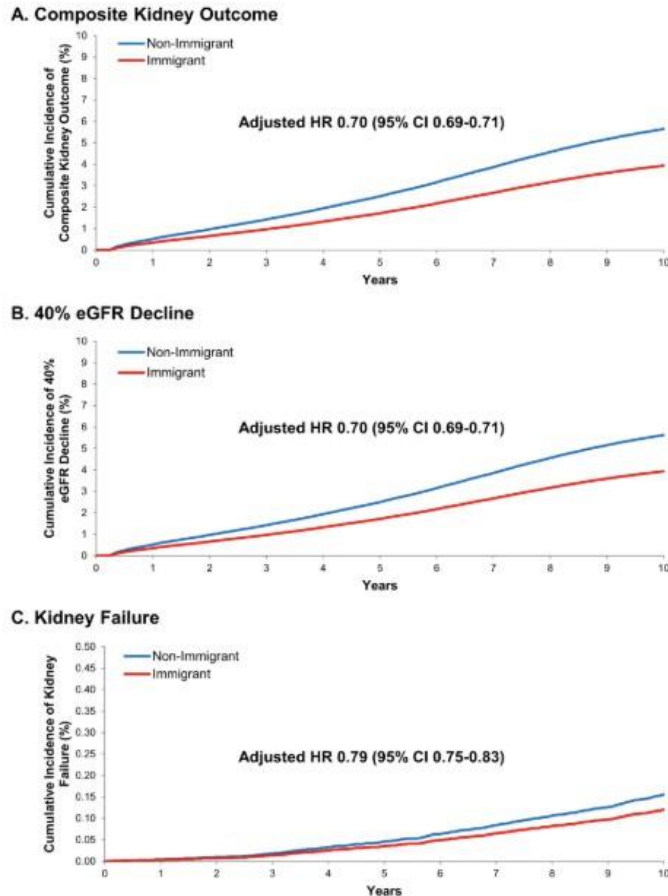 A. Composite Kidney Outcome
Cumulative Incidence of
Composite Kidney Outcome (%)
10
9
8
7
6
5
4
3
2
1
0
Non-Immigrant
Immigrant
Adjusted HR 0.70 (95% CI 0.69-0.71)
0 1 2 3 4 5 6 7 8 9 10
Years
B. 40% eGFR Decline
Cumulative Incidence of 40%
eGFR Decline (%)
10
9
8
7
6
5
4
3
2
1
0
Non-Immigrant
Immigrant
Adjusted HR 0.70 (95% CI 0.69-0.71)
0 1 2 3 4 5 6 7 8 9 10
Years
C. Kidney Failure
Cumulative Incidence of Kidney
Failure (%)
0.50
0.45
0.40
0.35
0.30
0.25
0.20
0.15
0.10
0.05
0.00
Non-Immigrant
Immigrant
Adjusted HR 0.79 (95% CI 0.75-0.83)
0 1 2 3 4 5 6 7 8 9 10
Years